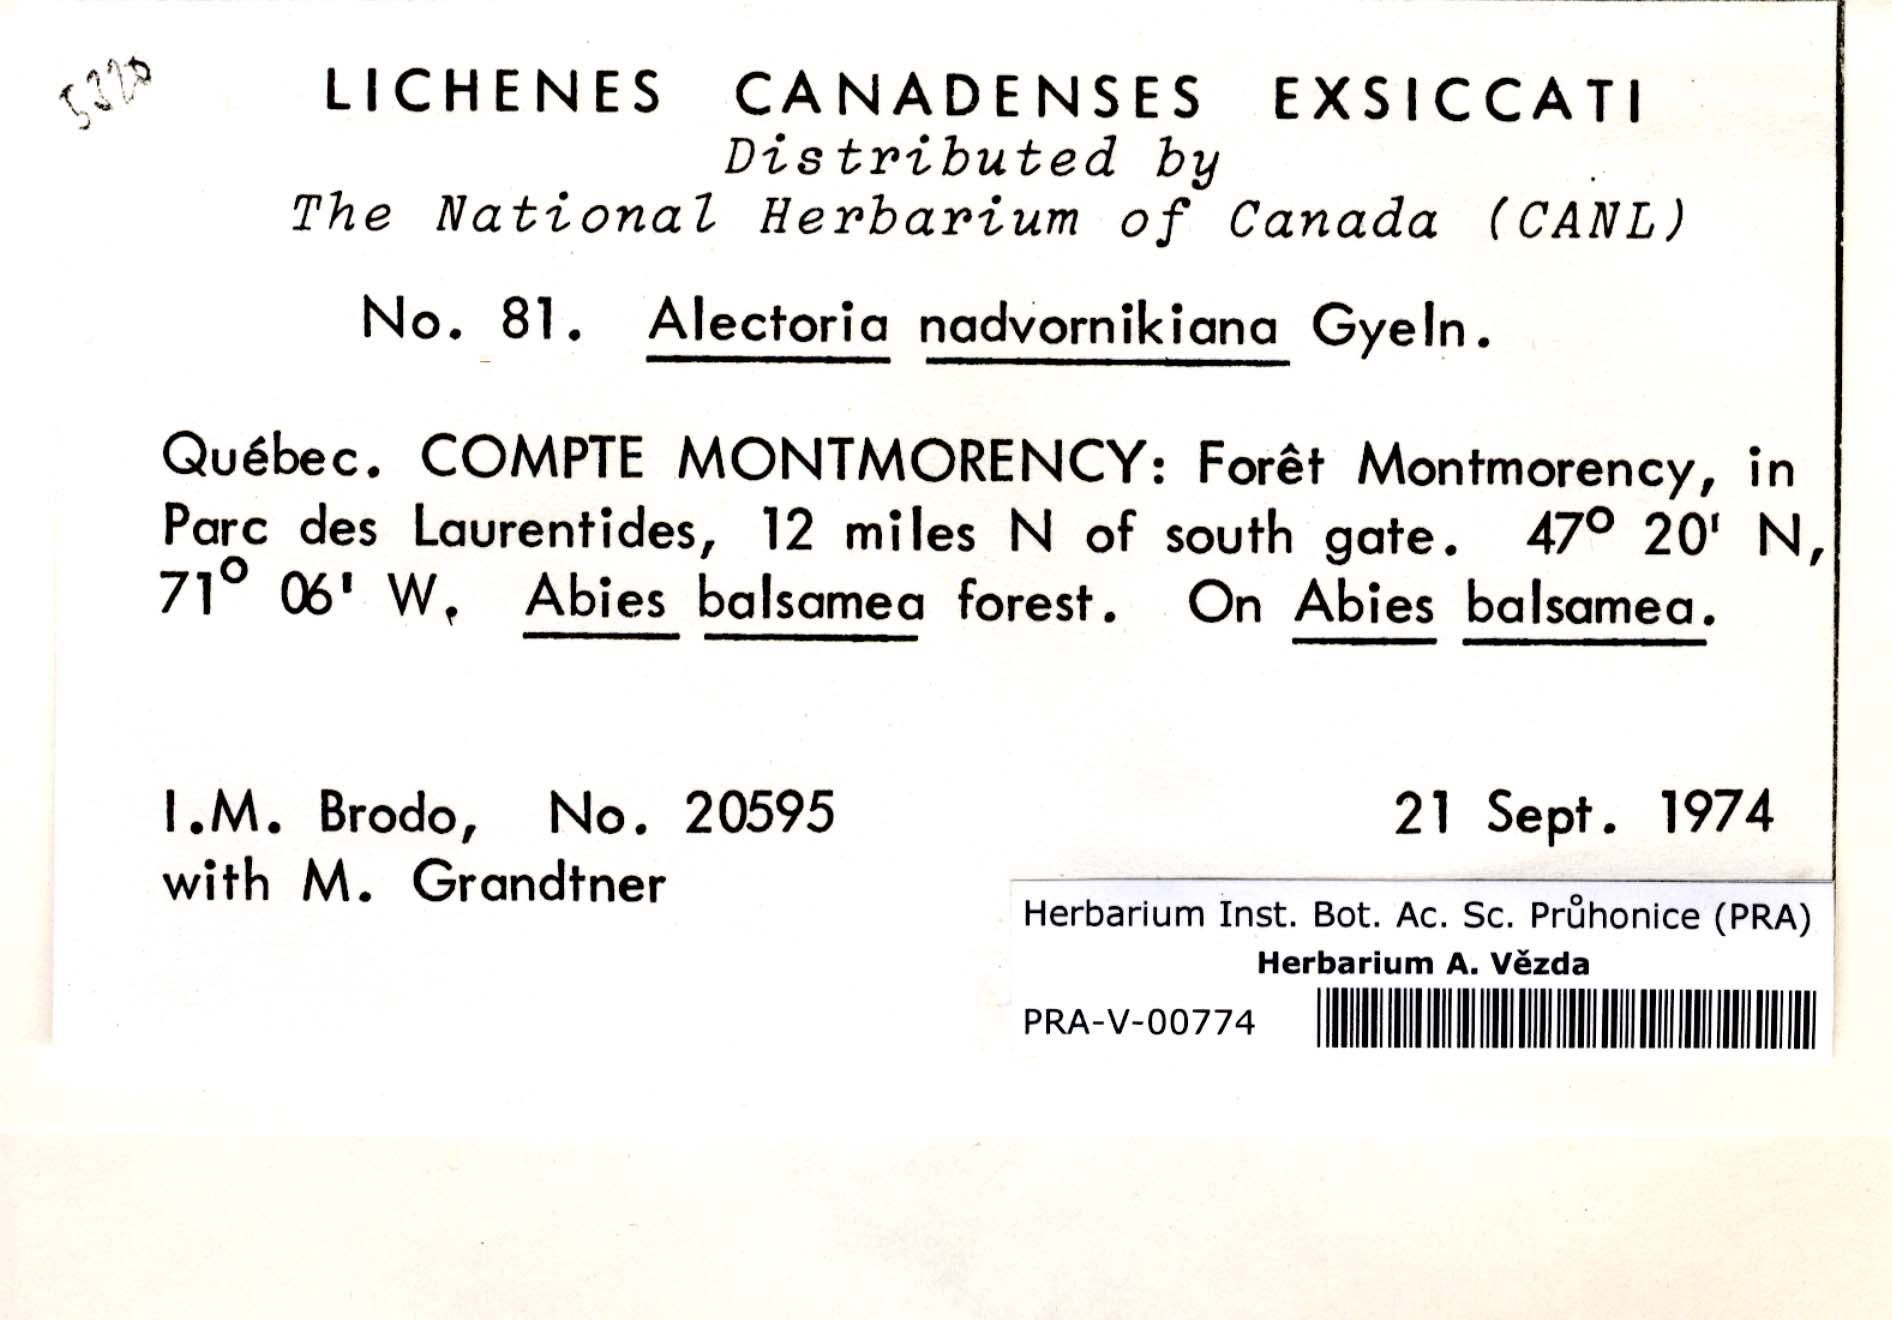 5320
LICHENES CANADENSES EXSICCATI
Distributed by
The National Herbarium of Canada (CANL)
No. 81. Alectoria nadvornikiana Gyeln.
Québec. COMPTE MONTMORENCY: Forêt Montmorency, in
Parc des Laurentides, 12 miles N of south gate. 47° 20' N,
71° 06' W. Abies balsamea forest. On Abies balsamea.
I.M. Brodo, No. 20595 21 Sept. 1974
with M. Grandtner
Herbarium Inst. Bot. Ac. Sc. Průhonice (PRA)
Herbarium A. Vězda
PRA-V-00774